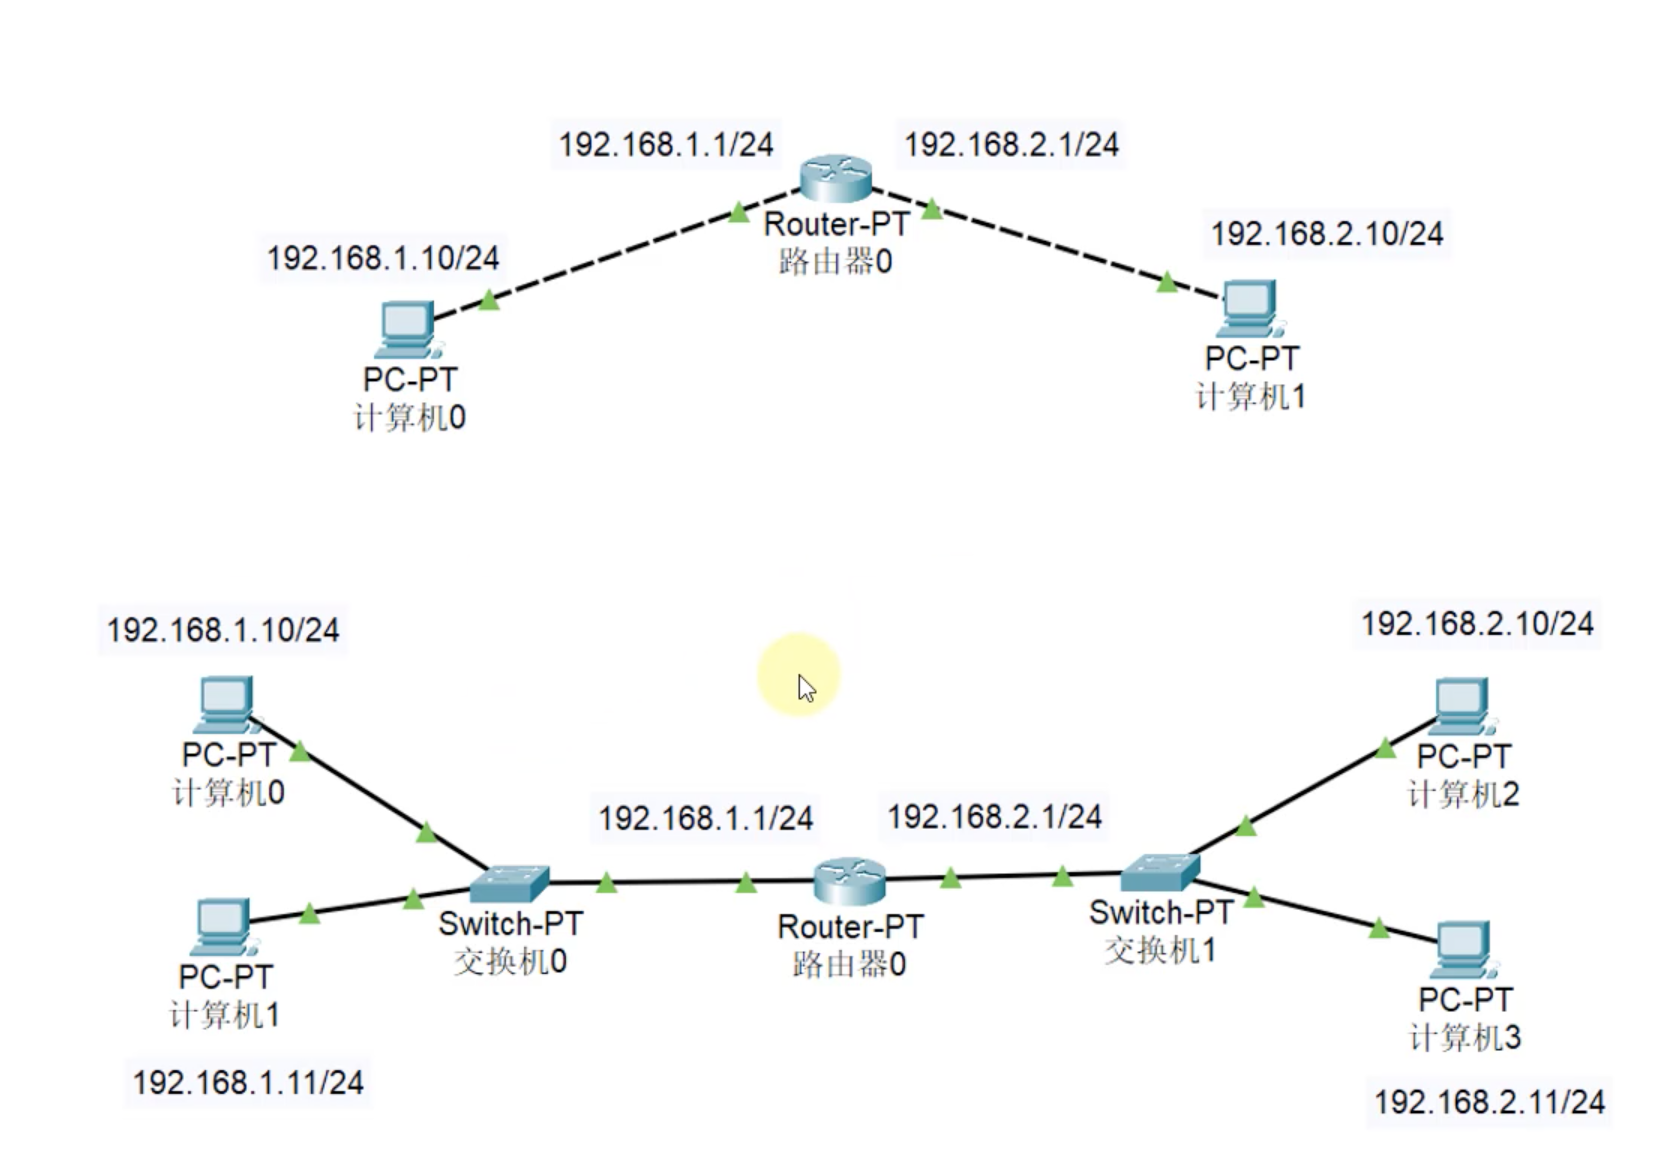 192.168.1.1/24
192.168.2.1/24
Router-PT
路由器0
192.168.1.10/24
PC-PT
计算机0
192.168.2.10/24
PC-PT
计算机1
192.168.1.10/24
PC-PT
计算机0
192.168.2.10/24
PC-PT
计算机2
192.168.1.1/24
192.168.2.1/24
Switch-PT
交换机0
Router-PT
路由器0
Switch-PT
交换机1
PC-PT
计算机1
192.168.1.11/24
PC-PT
计算机3
192.168.2.11/24